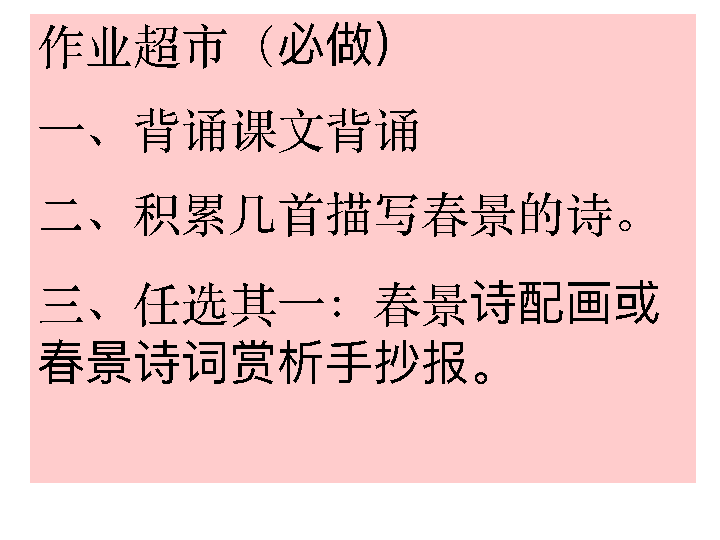 作业超市（必做）
一、背诵课文背诵
二、积累几首描写春景的诗。
三、任选其一：春景诗配画或
春景诗词赏析手抄报。